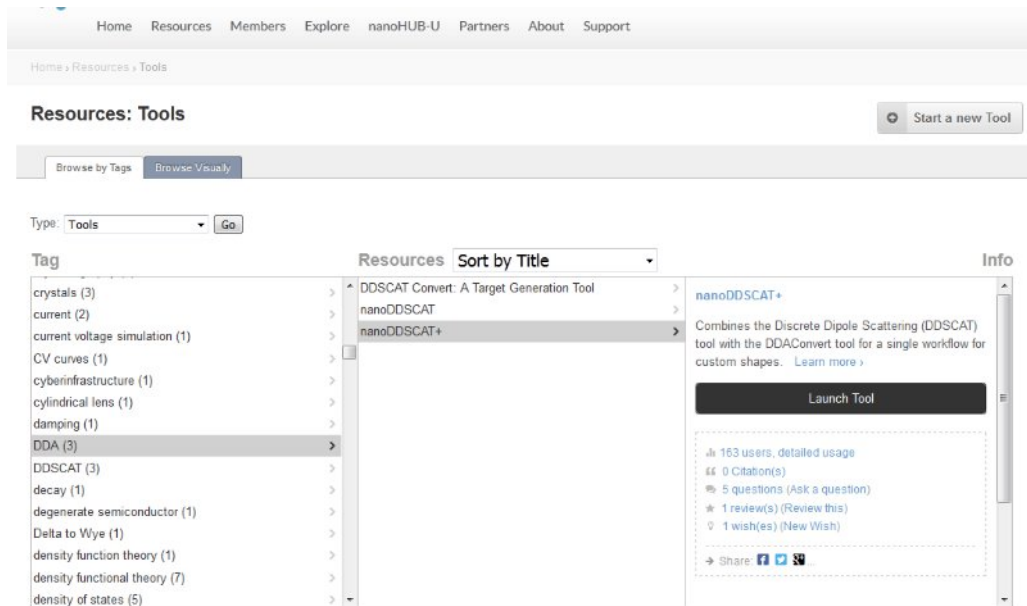 Home Resources Members Explore nanoHUB-U Partners About Support
Home › Resources › Tools
Resources: Tools
Start a new Tool
Browse by Tags Browse Visually
Type: Tools Go
Tag
crystals (3)
current (2)
current voltage simulation (1)
CV curves (1)
cyberinfrastructure (1)
cylindrical lens (1)
damping (1)
DDA (3)
DDSCAT (3)
decay (1)
degenerate semiconductor (1)
Delta to Wye (1)
density function theory (1)
density functional theory (7)
density of states (5)
Resources Sort by Title
DDSCAT Convert: A Target Generation Tool
nanoDDSCAT
nanoDDSCAT+
Info
nanoDDSCAT+
Combines the Discrete Dipole Scattering (DDSCAT)
tool with the DDAConvert tool for a single workflow for
custom shapes. Learn more ›
Launch Tool
163 users, detailed usage
0 Citation(s)
5 questions (Ask a question)
1 review(s) (Review this)
1 wish(es) (New Wish)
Share: